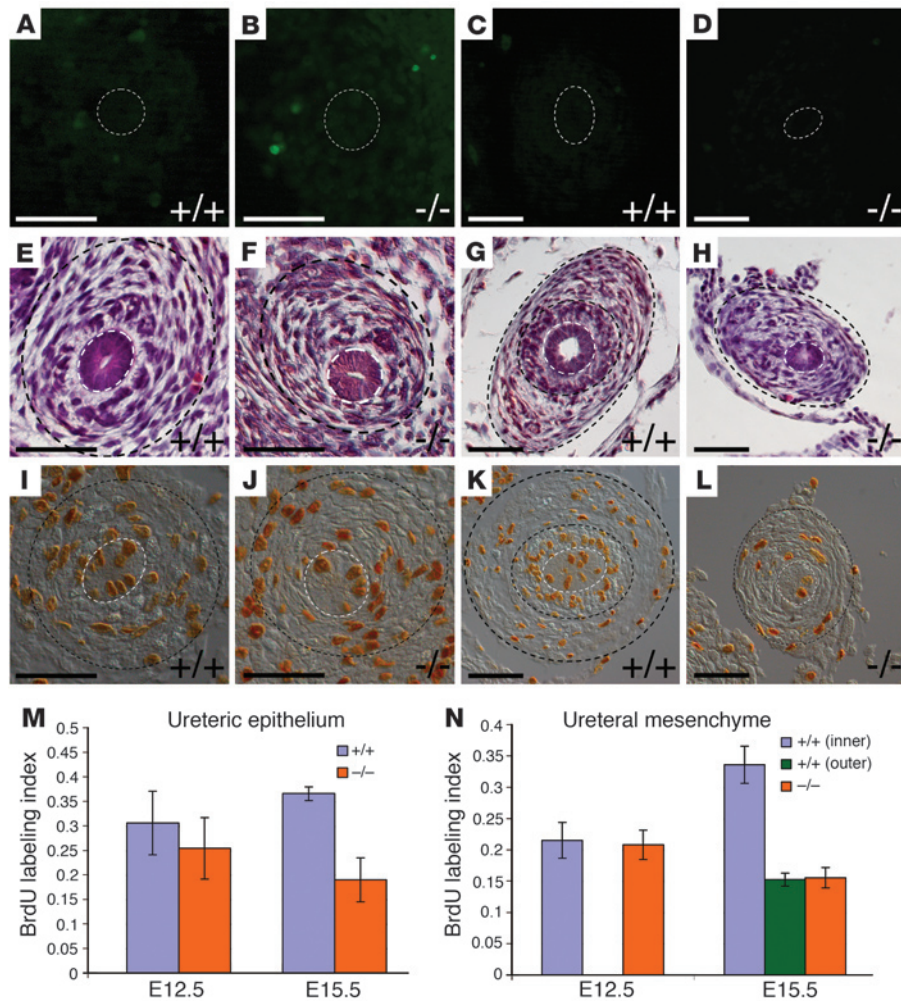 A B C D
+/+ -/- +/+ -/-
E F G H
+/+ -/- +/+ -/-
I J K L
+/+ -/- +/+ -/-
M Ureteric epithelium
BrdU labeling index
0.5
0.45
0.4
0.35
0.3
0.25
0.2
0.15
0.1
0.05
0
+/+
–/–
E12.5 E15.5
N Ureteral mesenchyme
BrdU labeling index
0.4
0.35
0.3
0.25
0.2
0.15
0.1
0.05
0
+/+ (inner)
+/+ (outer)
–/–
E12.5 E15.5